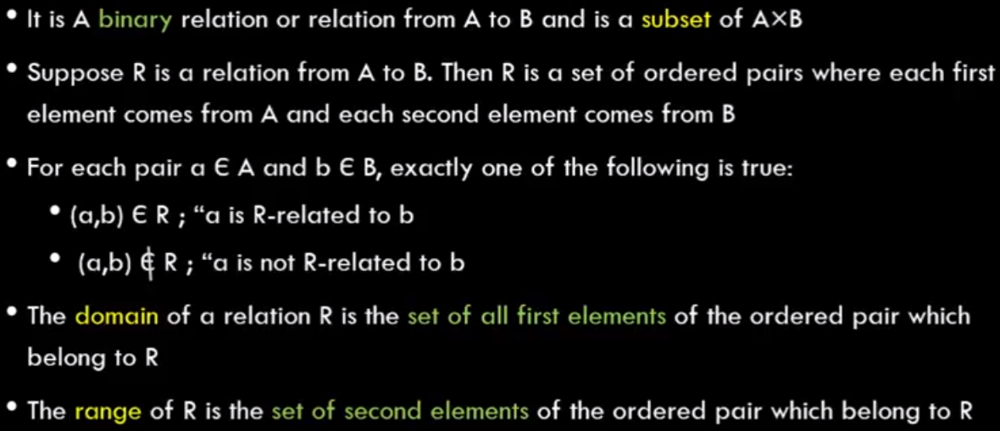 • It is A binary relation or relation from A to B and is a subset of A×B
• Suppose R is a relation from A to B. Then R is a set of ordered pairs where each first
element comes from A and each second element comes from B
• For each pair a Є A and b Є B, exactly one of the following is true:
• (a,b) Є R ; “a is R-related to b
• (a,b) ∉ R ; “a is not R-related to b
• The domain of a relation R is the set of all first elements of the ordered pair which
belong to R
• The range of R is the set of second elements of the ordered pair which belong to R